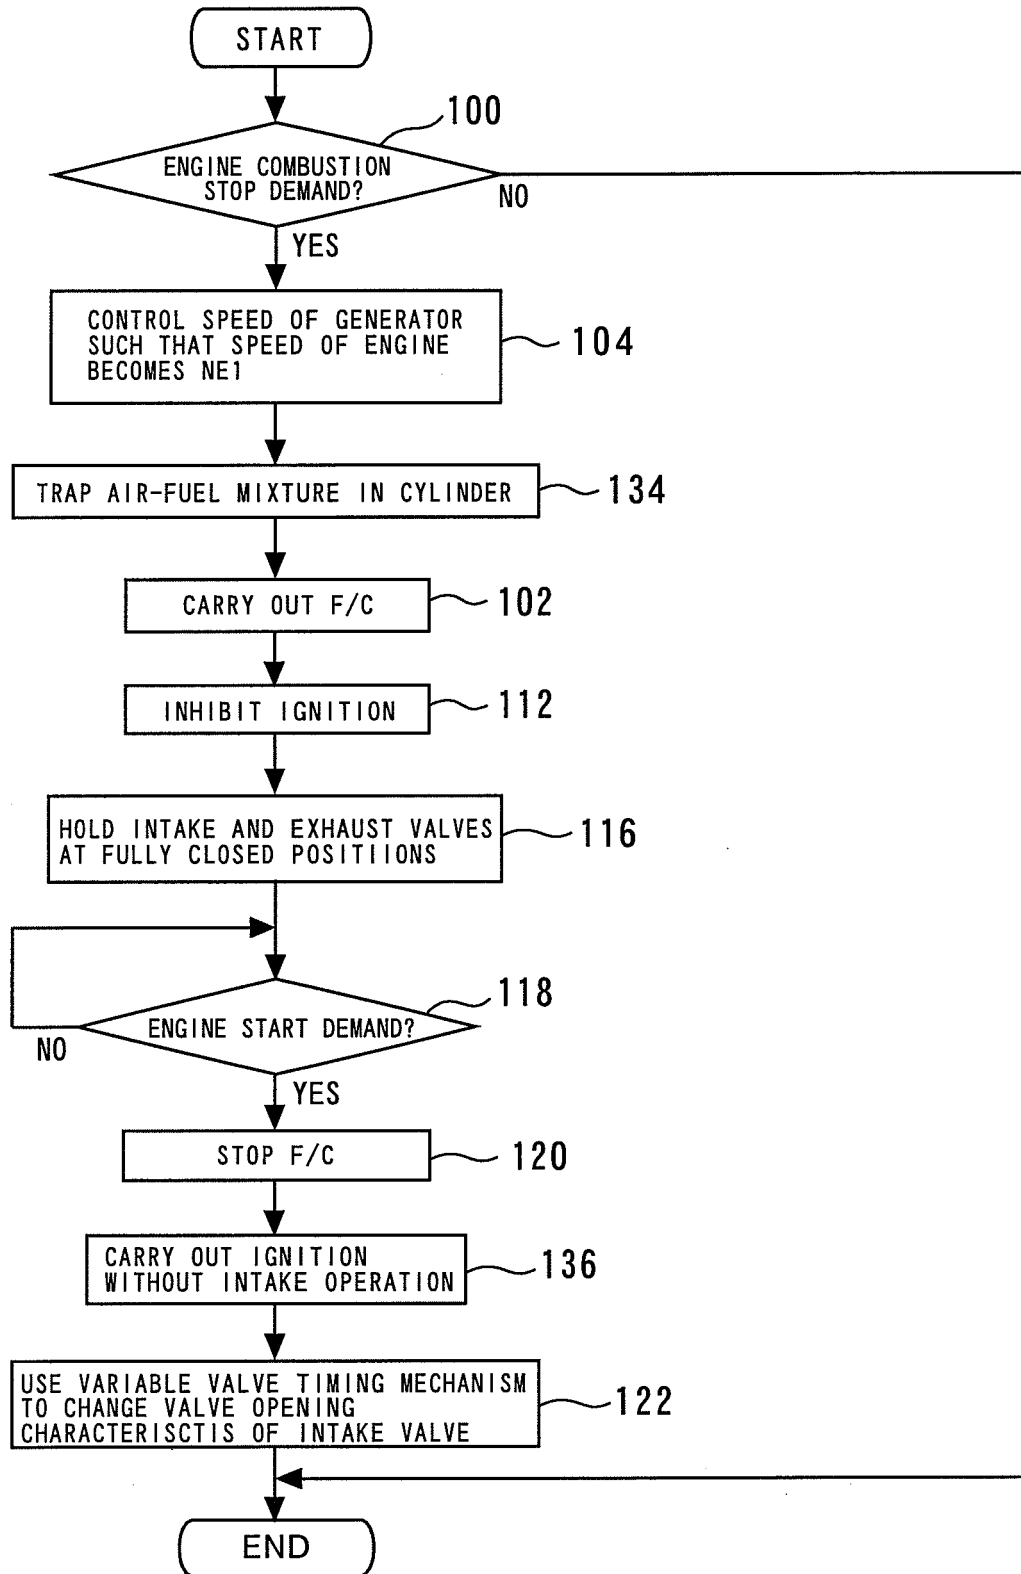 START
100
ENGINE COMBUSTION
STOP DEMAND?
NO
YES
CONTROL SPEED OF GENERATOR
SUCH THAT SPEED OF ENGINE
BECOMES NE1
104
TRAP AIR-FUEL MIXTURE IN CYLINDER
134
CARRY OUT F/C
102
INHIBIT IGNITION
112
HOLD INTAKE AND EXHAUST VALVES
AT FULLY CLOSED POSITIIONS
116
118
ENGINE START DEMAND?
NO
YES
STOP F/C
120
CARRY OUT IGNITION
WITHOUT INTAKE OPERATION
136
USE VARIABLE VALVE TIMING MECHANISM
TO CHANGE VALVE OPENING
CHARACTERISCTIS OF INTAKE VALVE
122
END